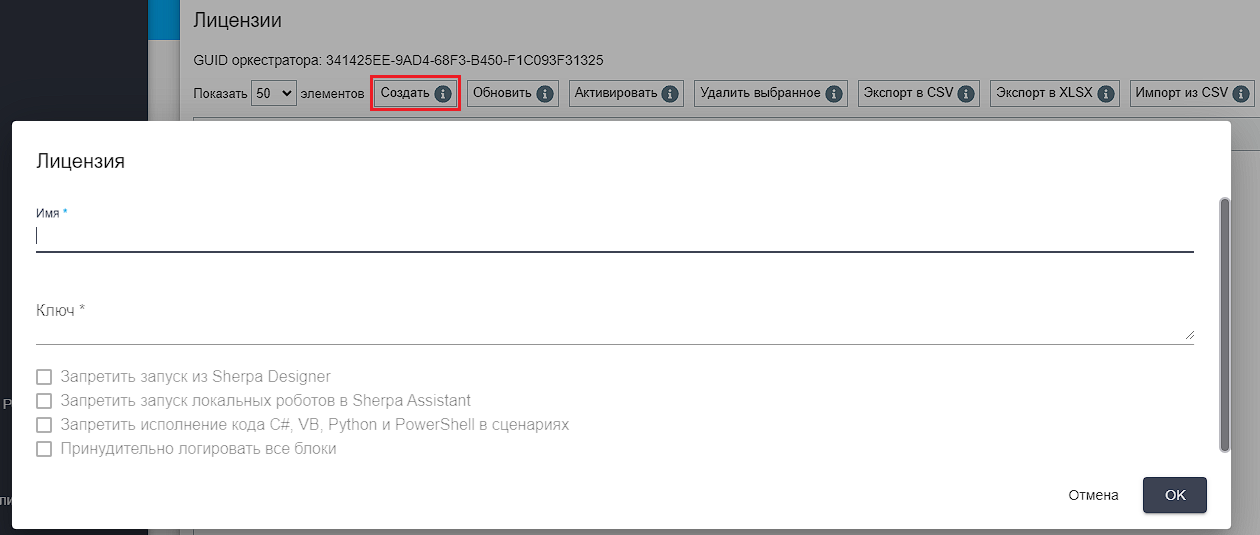 Лицензии
GUID оркестратора: 341425EE-9AD4-68F3-B450-F1C093F31325
Показать 50 элементов Создать Обновить Активировать Удалить выбранное Экспорт в CSV Экспорт в XLSX Импорт из CSV
Лицензия
Имя *
Ключ *
Запретить запуск из Sherpa Designer
Запретить запуск локальных роботов в Sherpa Assistant
Запретить исполнение кода C#, VB, Python и PowerShell в сценариях
Принудительно логировать все блоки
Отмена OK